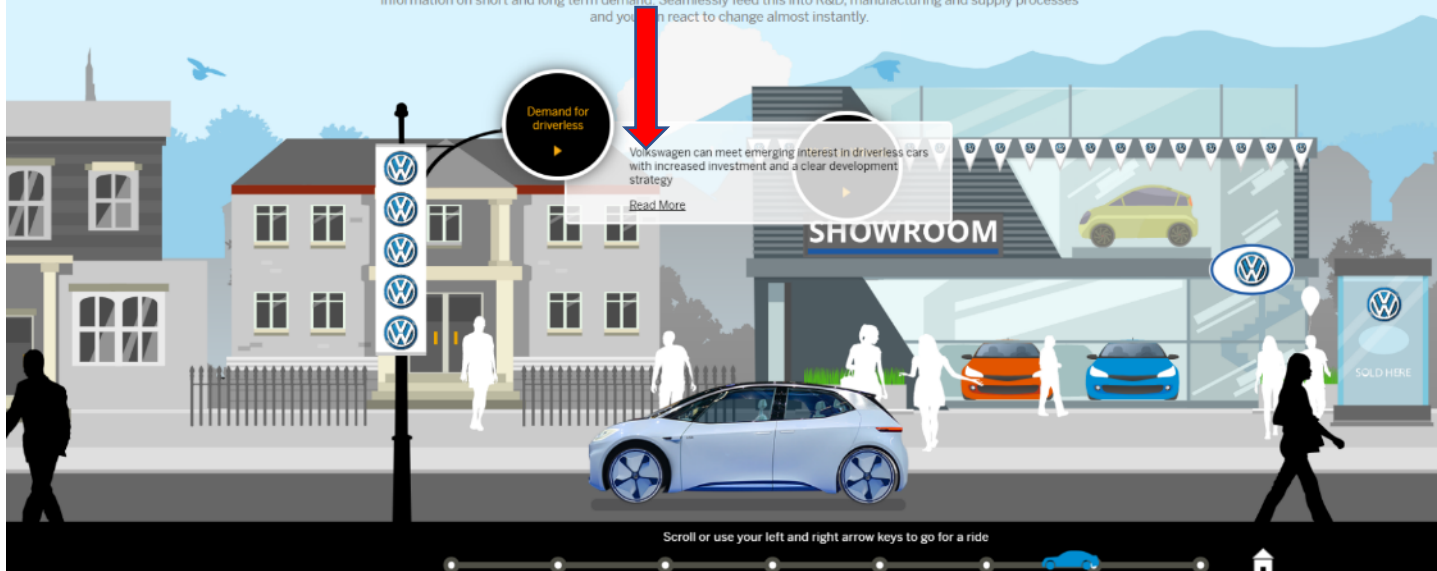 information on short and long term demand. Seamlessly feed this into R&D, manufacturing and supply processes
and you can react to change almost instantly.
Demand for
driverless
Volkswagen can meet emerging interest in driverless cars
with increased investment and a clear development
strategy
Read More
SHOWROOM
SOLD HERE
Scroll or use your left and right arrow keys to go for a ride